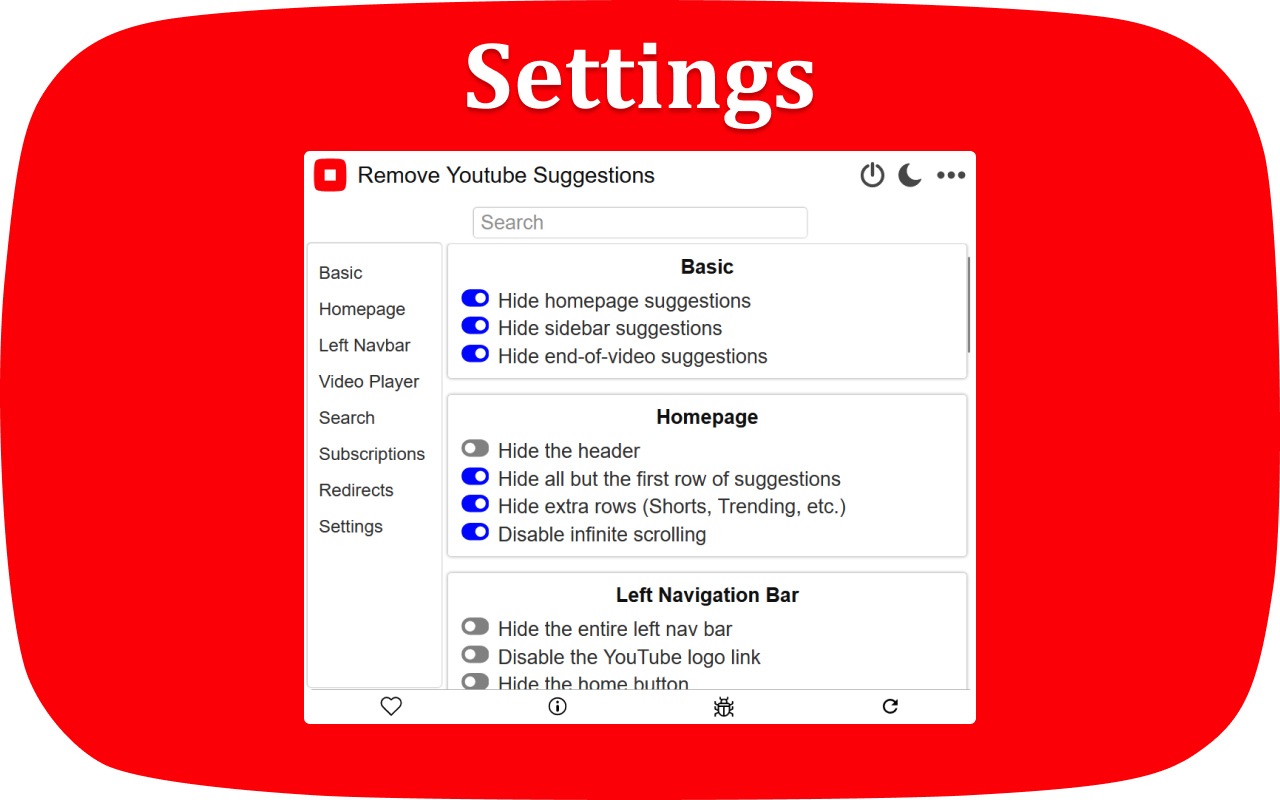 Settings
Remove Youtube Suggestions
Search
Basic
Homepage
Left Navbar
Video Player
Search
Subscriptions
Redirects
Settings
Basic
Hide homepage suggestions
Hide sidebar suggestions
Hide end-of-video suggestions
Homepage
Hide the header
Hide all but the first row of suggestions
Hide extra rows (Shorts, Trending, etc.)
Disable infinite scrolling
Left Navigation Bar
Hide the entire left nav bar
Disable the YouTube logo link
Hide the home button